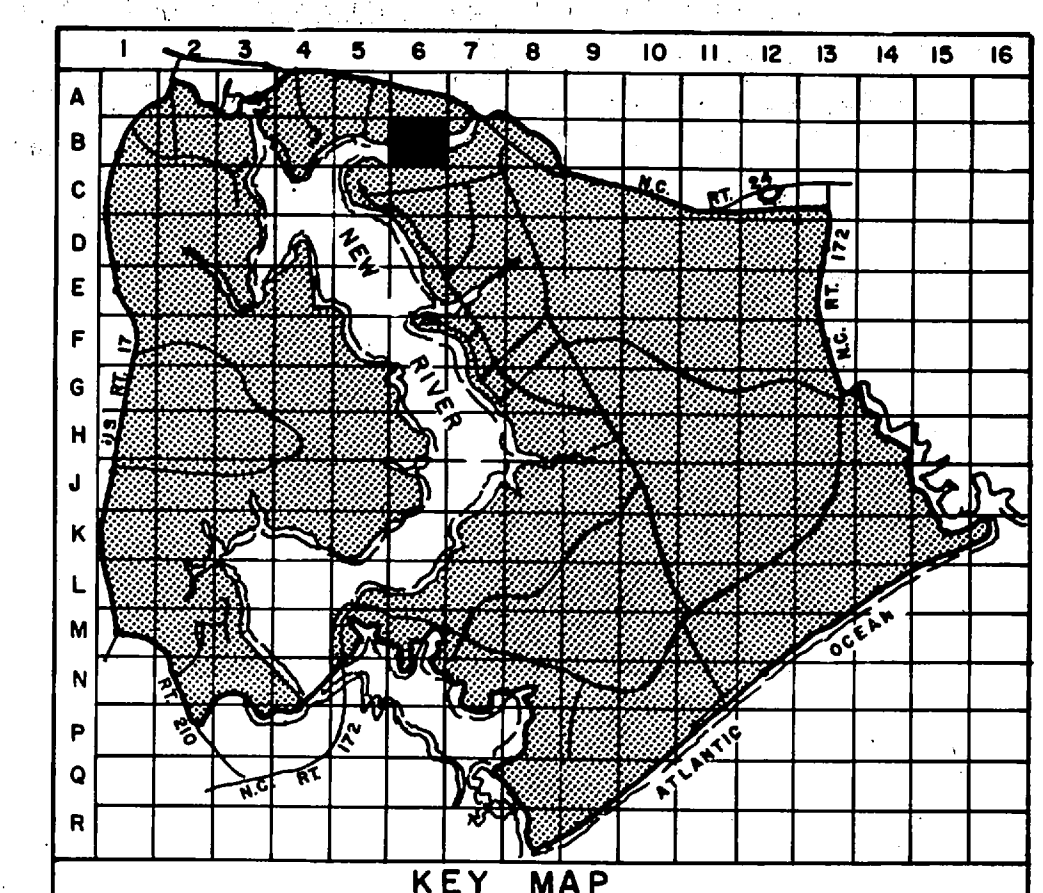 1 2 3 4 5 6 7 8 9 10 11 12 13 14 15 16
A
B
C
D
E
F
G
H
J
K
L
M
N
P
Q
R
N.C. RT. 24
N.C. RT. 172
NEW
RIVER
US RT. 17
RT. 210
N.C. RT. 172
ATLANTIC OCEAN
KEY MAP